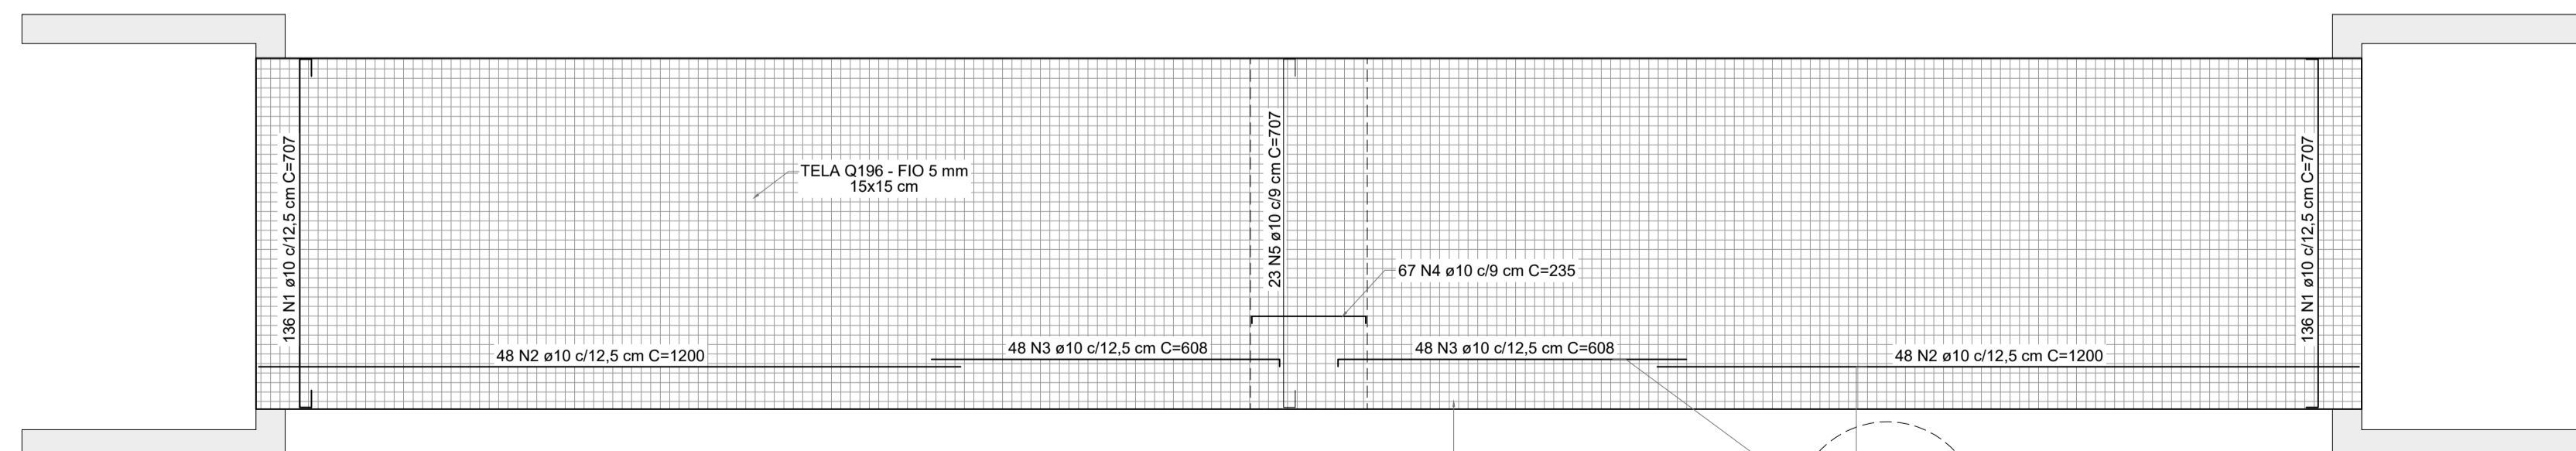 136 N1 ø10 c/12,5 cm C=707
TELA Q196 - FIO 5 mm
15x15 cm
23 N5 ø10 c/9 cm C=707
67 N4 ø10 c/9 cm C=235
136 N1 ø10 c/12,5 cm C=707
48 N2 ø10 c/12,5 cm C=1200
48 N3 ø10 c/12,5 cm C=608
48 N3 ø10 c/12,5 cm C=608
48 N2 ø10 c/12,5 cm C=1200